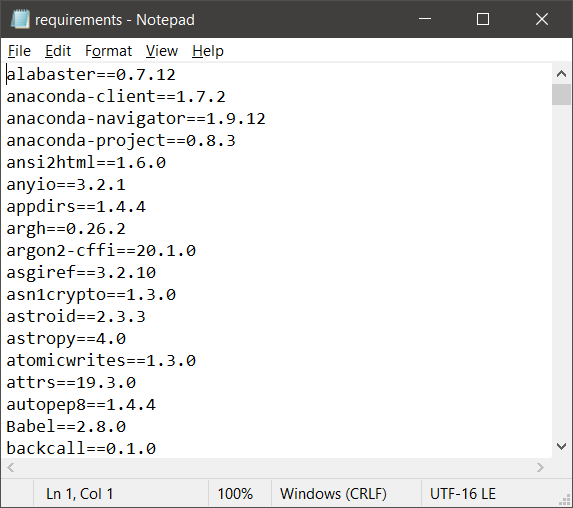 requirements - Notepad
File Edit Format View Help
alabaster==0.7.12
anaconda-client==1.7.2
anaconda-navigator==1.9.12
anaconda-project==0.8.3
ansi2html==1.6.0
anyio==3.2.1
appdirs==1.4.4
argh==0.26.2
argon2-cffi==20.1.0
asgiref==3.2.10
asn1crypto==1.3.0
astroid==2.3.3
astropy==4.0
atomicwrites==1.3.0
attrs==19.3.0
autopep8==1.4.4
Babel==2.8.0
backcall==0.1.0
Ln 1, Col 1 100% Windows (CRLF) UTF-16 LE